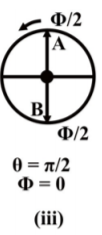 Φ/2
A
B
Φ/2
θ = π/2
Φ = 0
(iii)